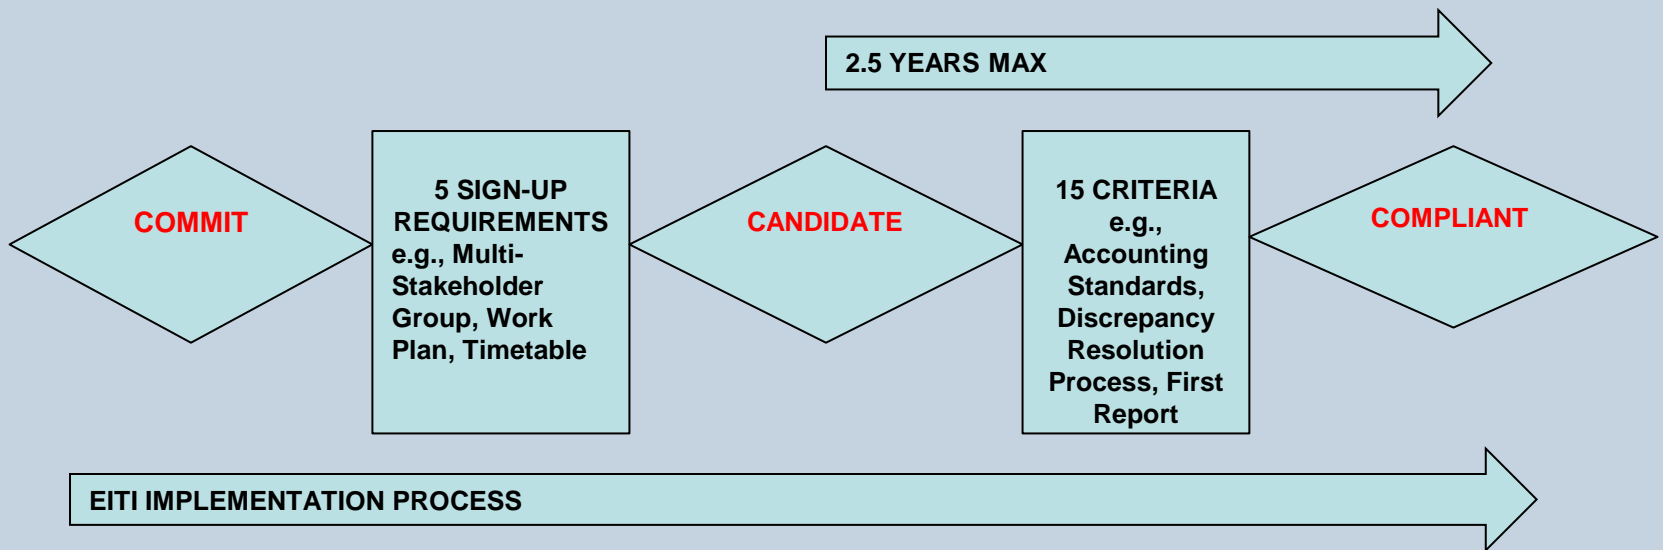 2.5 YEARS MAX
COMMIT
5 SIGN-UP
REQUIREMENTS
e.g., Multi-
Stakeholder
Group, Work
Plan, Timetable
CANDIDATE
15 CRITERIA
e.g.,
Accounting
Standards,
Discrepancy
Resolution
Process, First
Report
COMPLIANT
EITI IMPLEMENTATION PROCESS